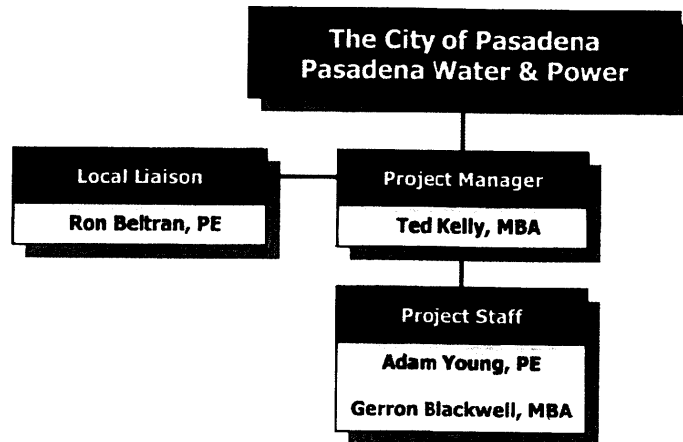 The City of Pasadena
Pasadena Water & Power
Local Liaison
Ron Beltran, PE
Project Manager
Ted Kelly, MBA
Project Staff
Adam Young, PE
Gerron Blackwell, MBA